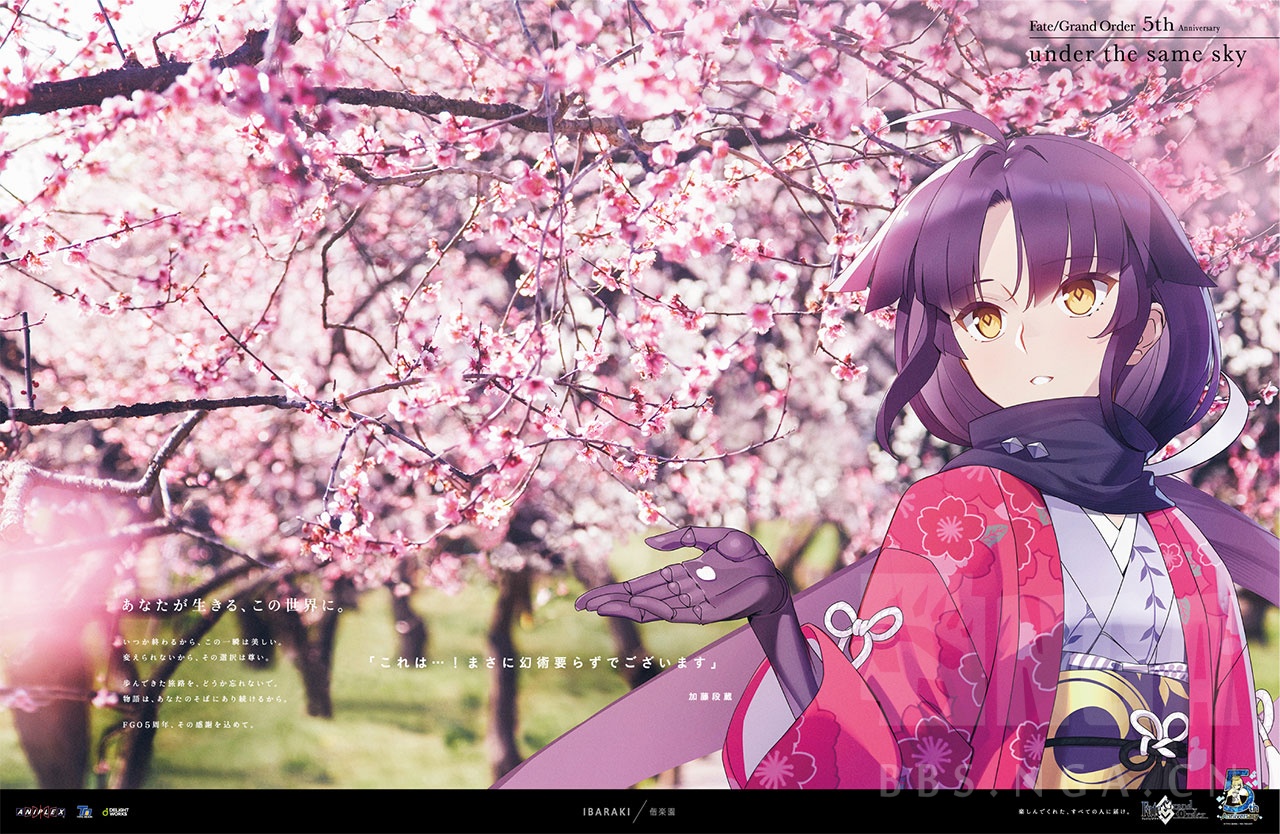 Fate/Grand Order 5th Anniversary
under the same sky
あなたが生きる、この世界に。
いつか終わるから、この一瞬は美しい。
変えられないから、その選択は尊い。
歩んできた旅路を、どうか忘れないで。
物語は、あなたのそばにあり続けるから。
FGO5周年、その感謝を込めて。
「これは…!まさに幻術要らずでございます」
加藤段蔵
ANIPLEX
DELIGHT WORKS
IBARAKI / 偕楽園
楽しんでくれた、すべての人に届け。
Fate/Grand Order
5th Anniversary
BBS.NGA.CN